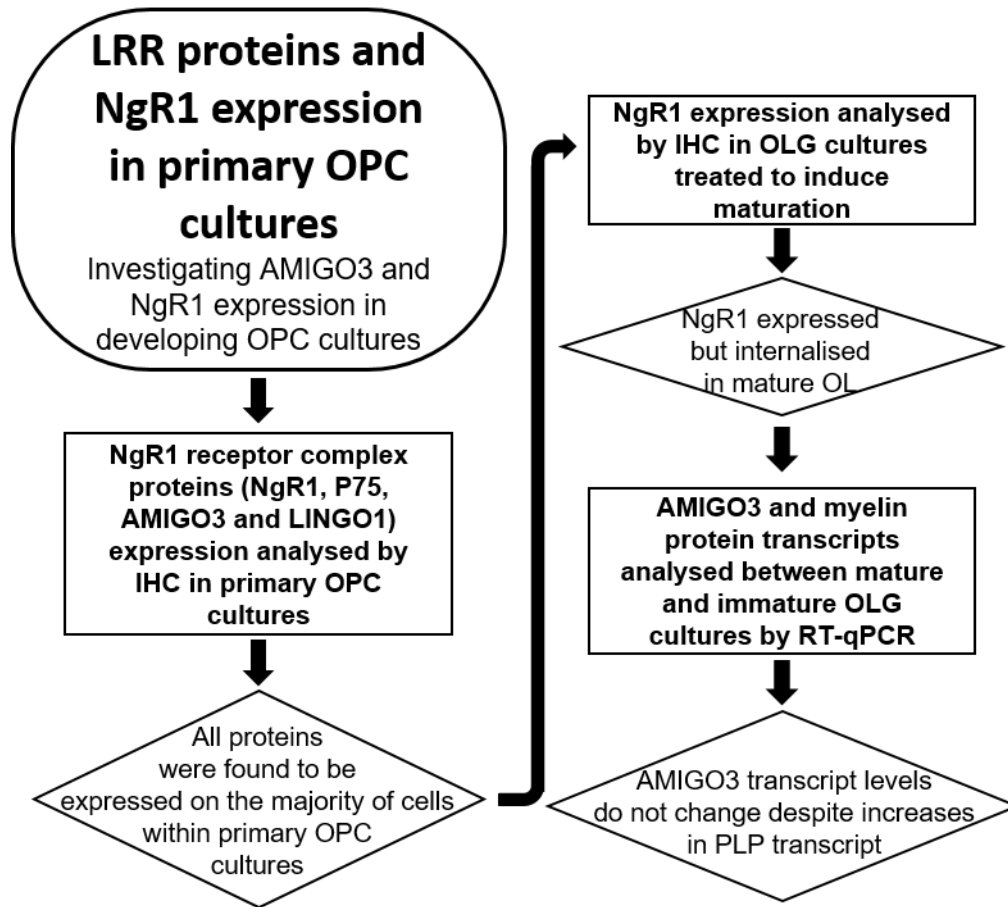 LRR proteins and
NgR1 expression
in primary OPC
cultures
Investigating AMIGO3 and
NgR1 expression in
developing OPC cultures
NgR1 receptor complex
proteins (NgR1, P75,
AMIGO3 and LINGO1)
expression analysed by
IHC in primary OPC
cultures
All proteins
were found to be
expressed on the majority of cells
within primary OPC
cultures
NgR1 expression analysed
by IHC in OLG cultures
treated to induce
maturation
NgR1 expressed
but internalised
in mature OL
AMIGO3 and myelin
protein transcripts
analysed between mature
and immature OLG
cultures by RT-qPCR
AMIGO3 transcript levels
do not change despite increases
in PLP transcript